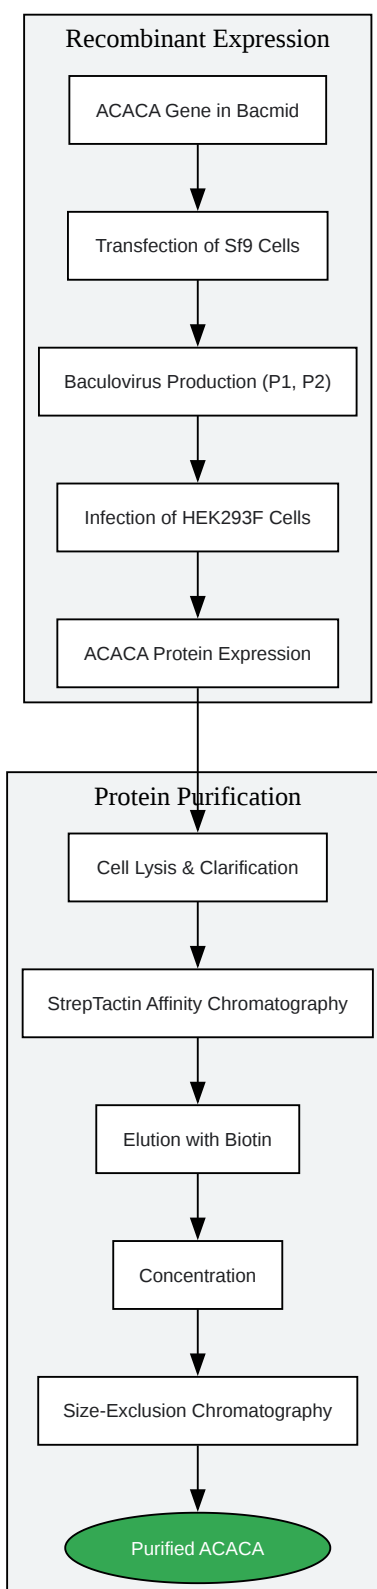 Recombinant Expression
ACACA Gene in Bacmid
Transfection of Sf9 Cells
Baculovirus Production (P1, P2)
Infection of HEK293F Cells
ACACA Protein Expression
Protein Purification
Cell Lysis & Clarification
StrepTactin Affinity Chromatography
Elution with Biotin
Concentration
Size-Exclusion Chromatography
Purified ACACA